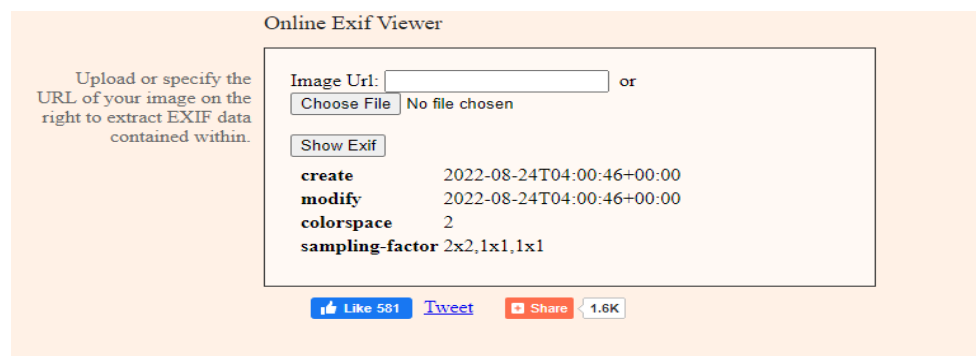 Online Exif Viewer
Upload or specify the
URL of your image on the
right to extract EXIF data
contained within.
Image Url: or
Choose File No file chosen
Show Exif
create 2022-08-24T04:00:46+00:00
modify 2022-08-24T04:00:46+00:00
colorspace 2
sampling-factor 2x2,1x1,1x1
Like 581 Tweet Share 1.6K